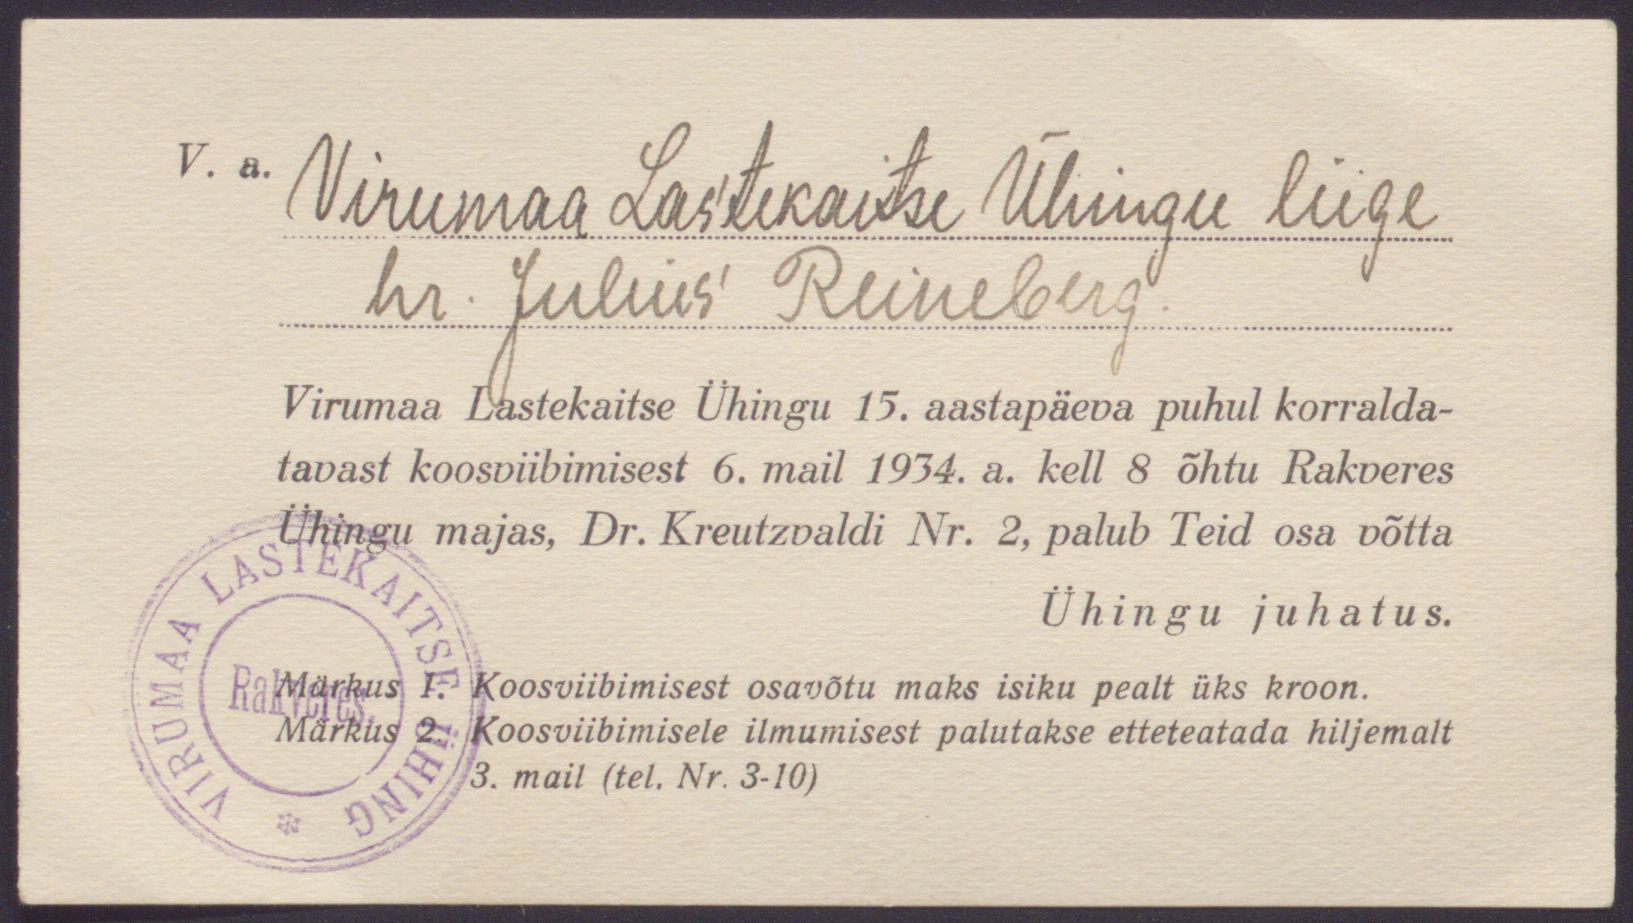 V. a. Virumaa Lastekaitse Ühingu liige
hr. Julius Reineberg.
Virumaa Lastekaitse Ühingu 15. aastapäeva puhul korralda-
tavast koosviibimisest 6. mail 1934. a. kell 8 õhtu Rakveres
Ühingu majas, Dr. Kreutzvaldi Nr. 2, palub Teid osa võtta
Ühingu juhatus.
Märkus 1. Koosviibimisest osavõtu maks isiku pealt üks kroon.
Märkus 2. Koosviibimisele ilmumisest palutakse etteteatada hiljemalt
3. mail (tel. Nr. 3-10)
VIRUMAA LASTEKAITSE ÜHING *
Rakveres.